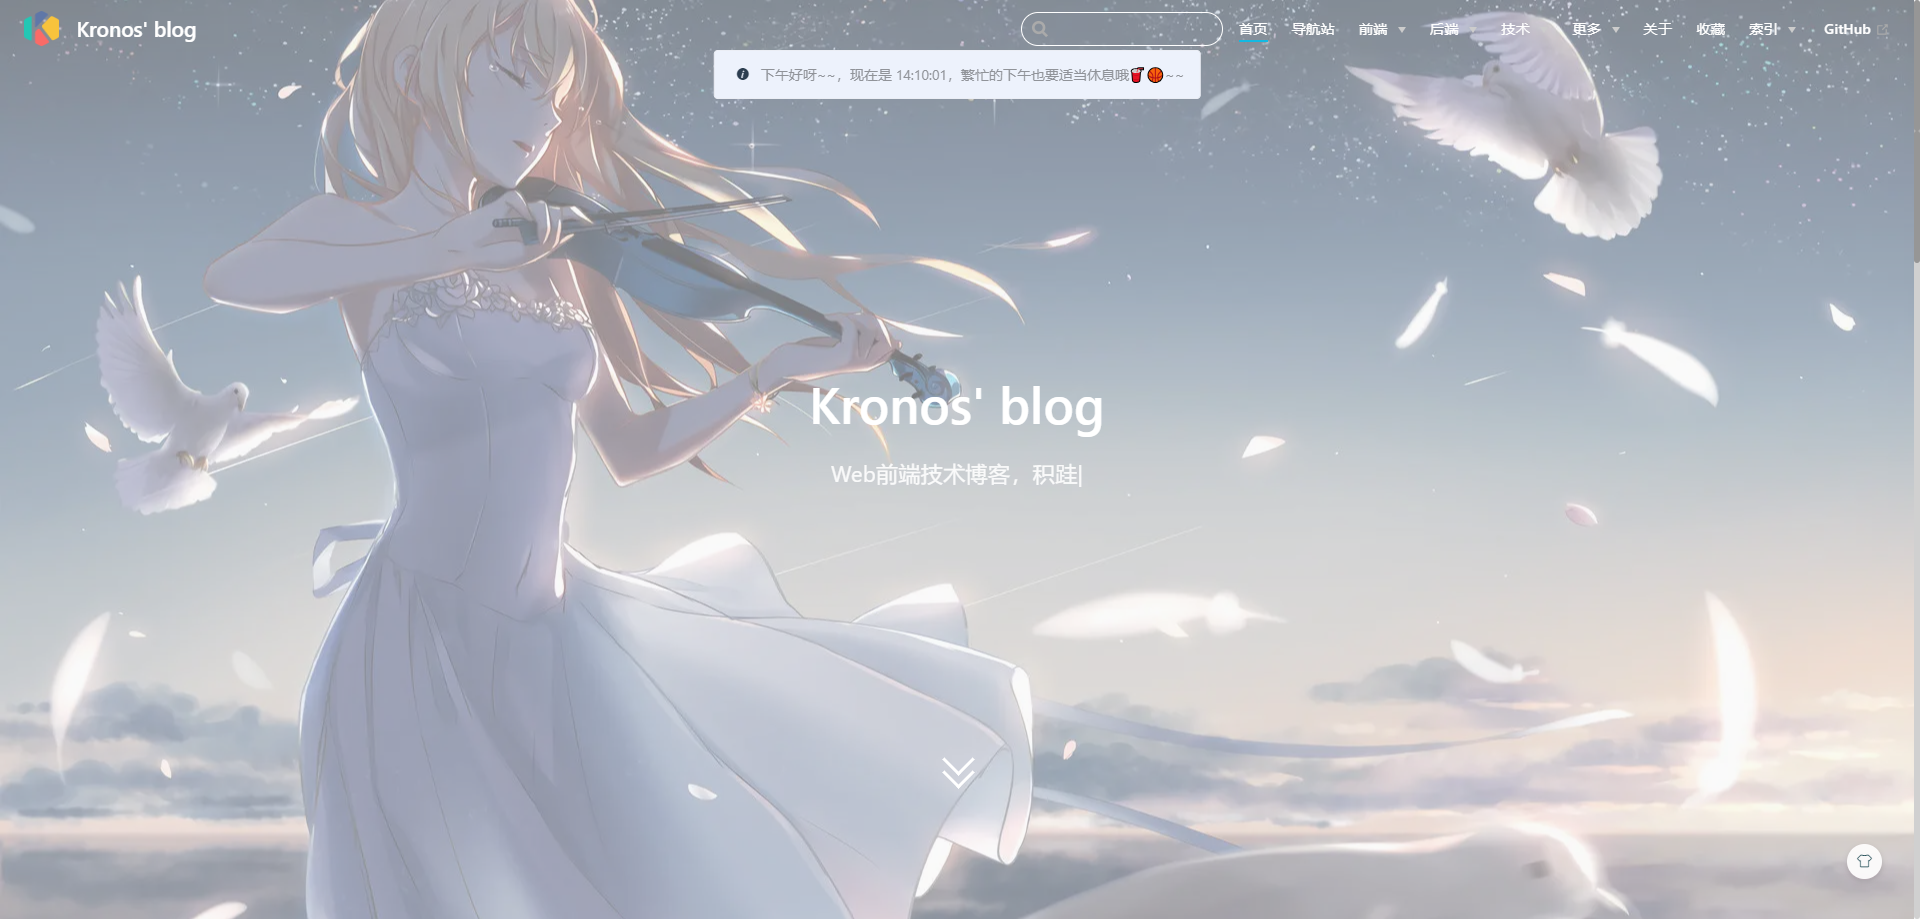 Kronos' blog
首页 导航站 前端 后端 技术 更多 关于 收藏 索引 GitHub
下午好呀~~，现在是 14:10:01，繁忙的下午也要适当休息哦🥤🏀~~
Kronos' blog
Web前端技术博客，积跬|